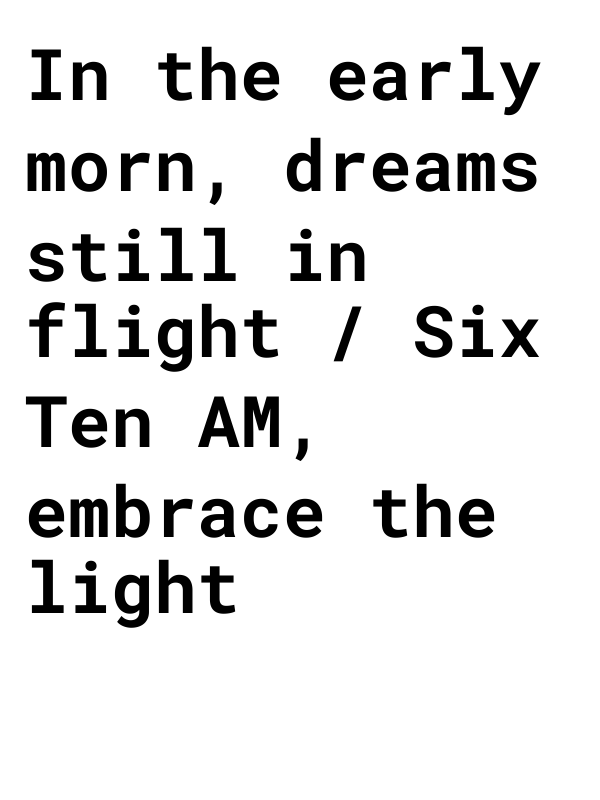 In the early
morn, dreams
still in
flight / Six
Ten AM,
embrace the
light